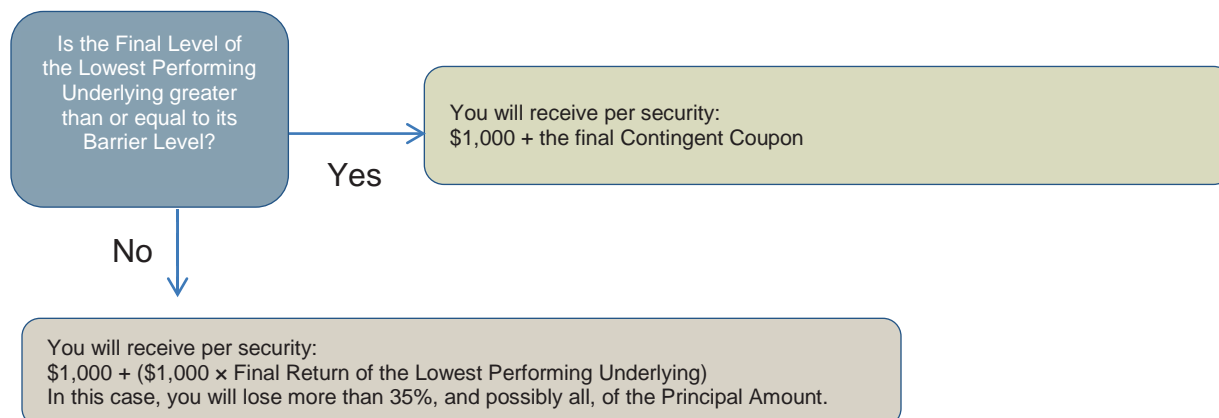 Is the Final Level of
the Lowest Performing
Underlying greater
than or equal to its
Barrier Level?
You will receive per security:
$1,000 + the final Contingent Coupon
Yes
No
You will receive per security:
$1,000 + ($1,000 × Final Return of the Lowest Performing Underlying)
In this case, you will lose more than 35%, and possibly all, of the Principal Amount.